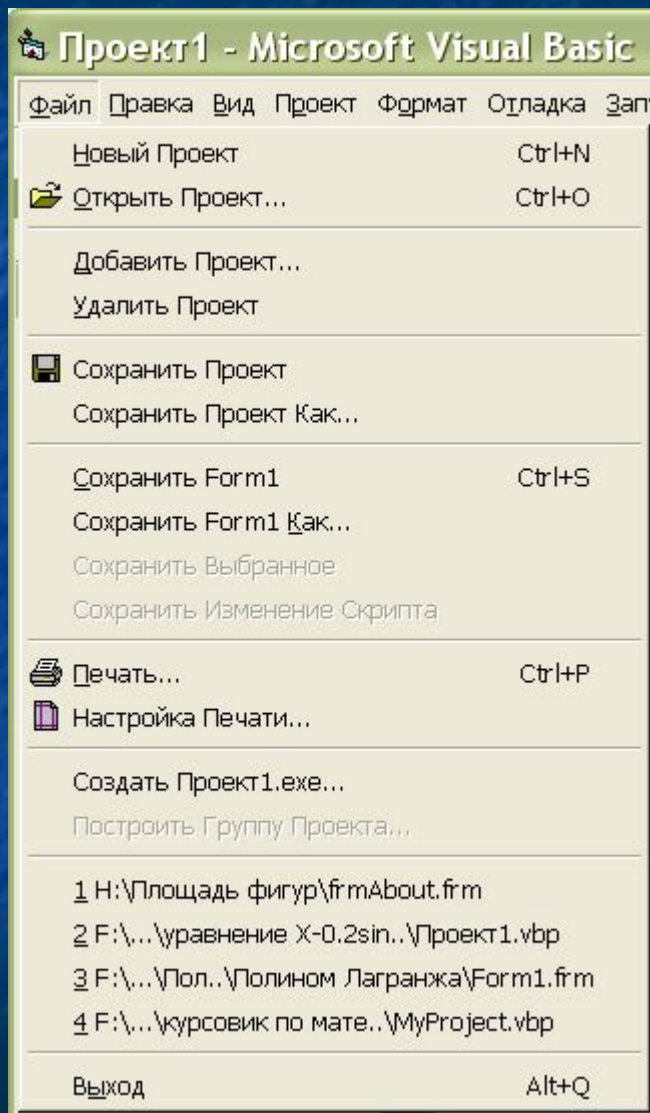 Проект1 - Microsoft Visual Basic
Файл Правка Вид Проект Формат Отладка Зап
Новый Проект Ctrl+N
Открыть Проект... Ctrl+O
Добавить Проект...
Удалить Проект
Сохранить Проект
Сохранить Проект Как...
Сохранить Form1 Ctrl+S
Сохранить Form1 Как...
Сохранить Выбранное
Сохранить Изменение Скрипта
Печать... Ctrl+P
Настройка Печати...
Создать Проект1.exe...
Построить Группу Проекта...
1 H:\Площадь фигур\frmAbout.frm
2 F:\...\уравнение X-0.2sin..\Проект1.vbp
3 F:\...\Пол..\Полином Лагранжа\Form1.frm
4 F:\...\курсовик по мате..\MyProject.vbp
Выход Alt+Q